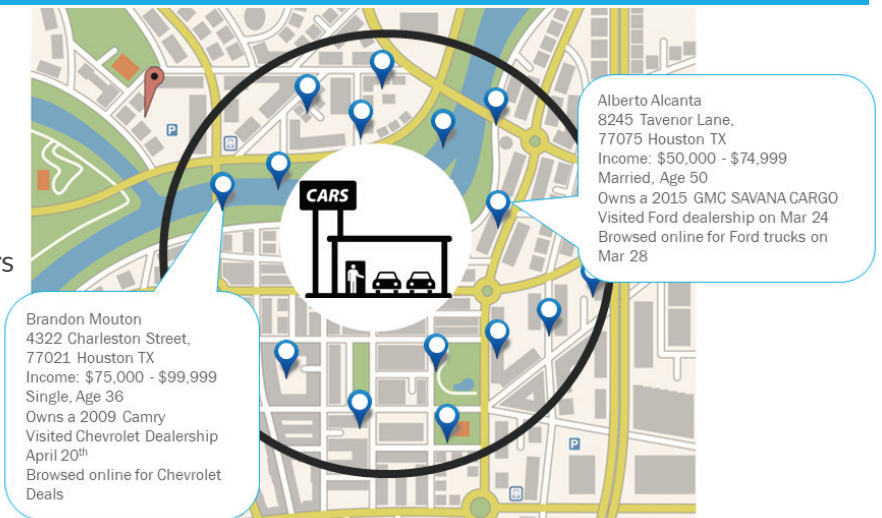 Alberto Alcanta
8245 Tavenor Lane,
77075 Houston TX
Income: $50,000 - $74,999
Married, Age 50
Owns a 2015 GMC SAVANA CARGO
Visited Ford dealership on Mar 24
Browsed online for Ford trucks on
Mar 28
P
CARS
rs
Brandon Mouton
4322 Charleston Street,
77021 Houston TX
Income: $75,000 - $99,999
Single, Age 36
Owns a 2009 Camry
Visited Chevrolet Dealership
April 20th
Browsed online for Chevrolet
Deals
P